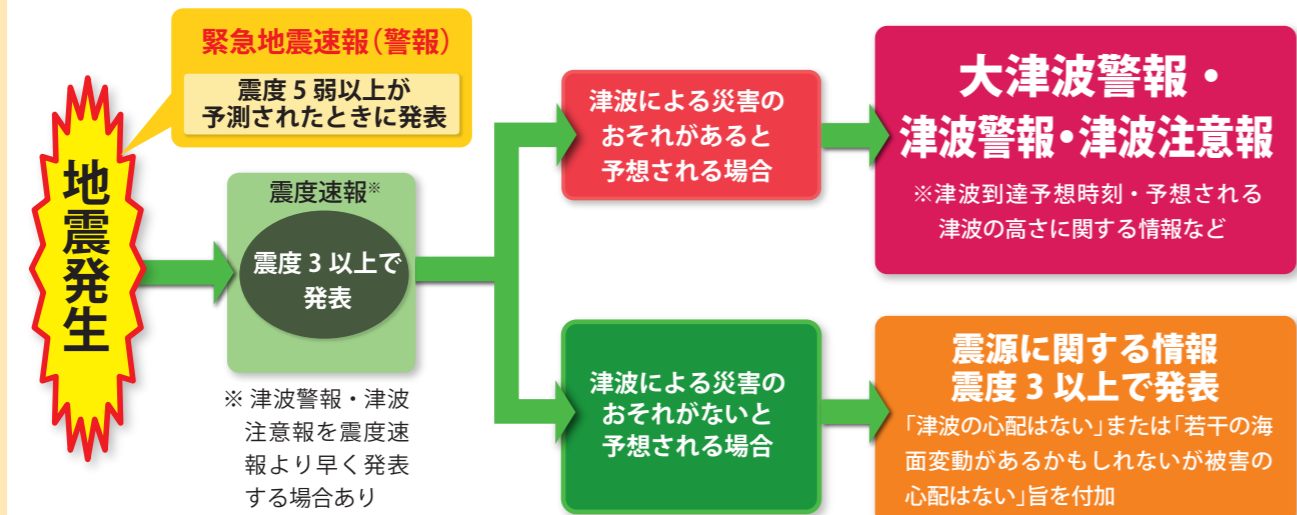 緊急地震速報（警報）
震度５弱以上が
予測されたときに発表
地震発生
震度速報※
震度３以上で
発表
※ 津波警報・津波
注意報を震度速
報より早く発表
する場合あり
津波による災害の
おそれがあると
予想される場合
大津波警報・
津波警報・津波注意報
※津波到達予想時刻・予想される
津波の高さに関する情報など
津波による災害の
おそれがないと
予想される場合
震源に関する情報
震度３以上で発表
「津波の心配はない」または「若干の海
面変動があるかもしれないが被害の
心配はない」旨を付加